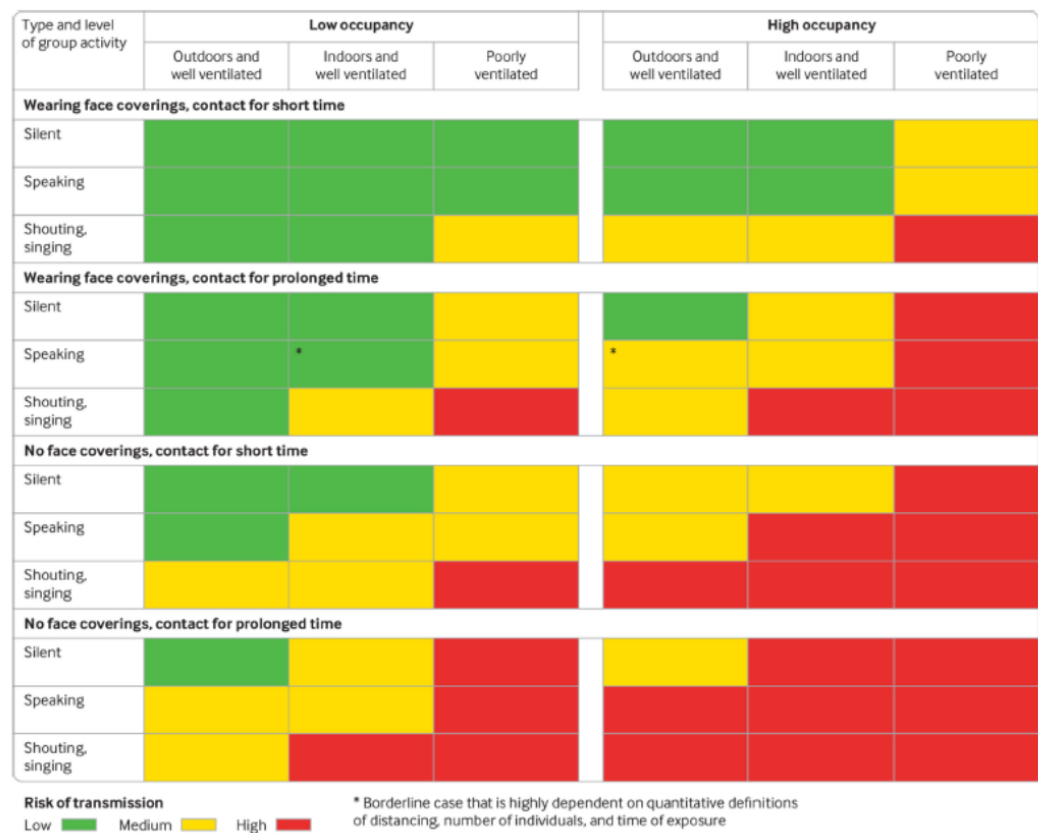 Type and level
of group activity
Low occupancy
High occupancy
Outdoors and
well ventilated
Indoors and
well ventilated
Poorly
ventilated
Outdoors and
well ventilated
Indoors and
well ventilated
Poorly
ventilated
Wearing face coverings, contact for short time
Silent
Speaking
Shouting,
singing
Wearing face coverings, contact for prolonged time
Silent
Speaking
*
*
Shouting,
singing
No face coverings, contact for short time
Silent
Speaking
Shouting,
singing
No face coverings, contact for prolonged time
Silent
Speaking
Shouting,
singing
Risk of transmission
Low Medium High
* Borderline case that is highly dependent on quantitative definitions
of distancing, number of individuals, and time of exposure